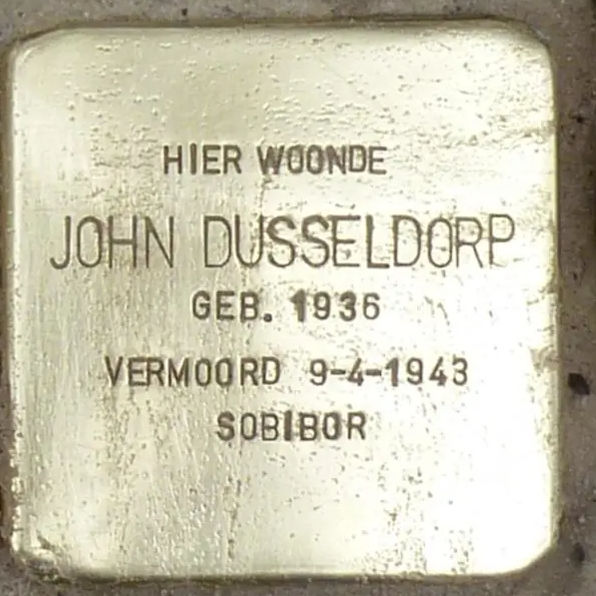 HIER WOONDE
JOHN DUSSELDORP
GEB. 1936
VERMOORD 9-4-1943
SOBIBOR